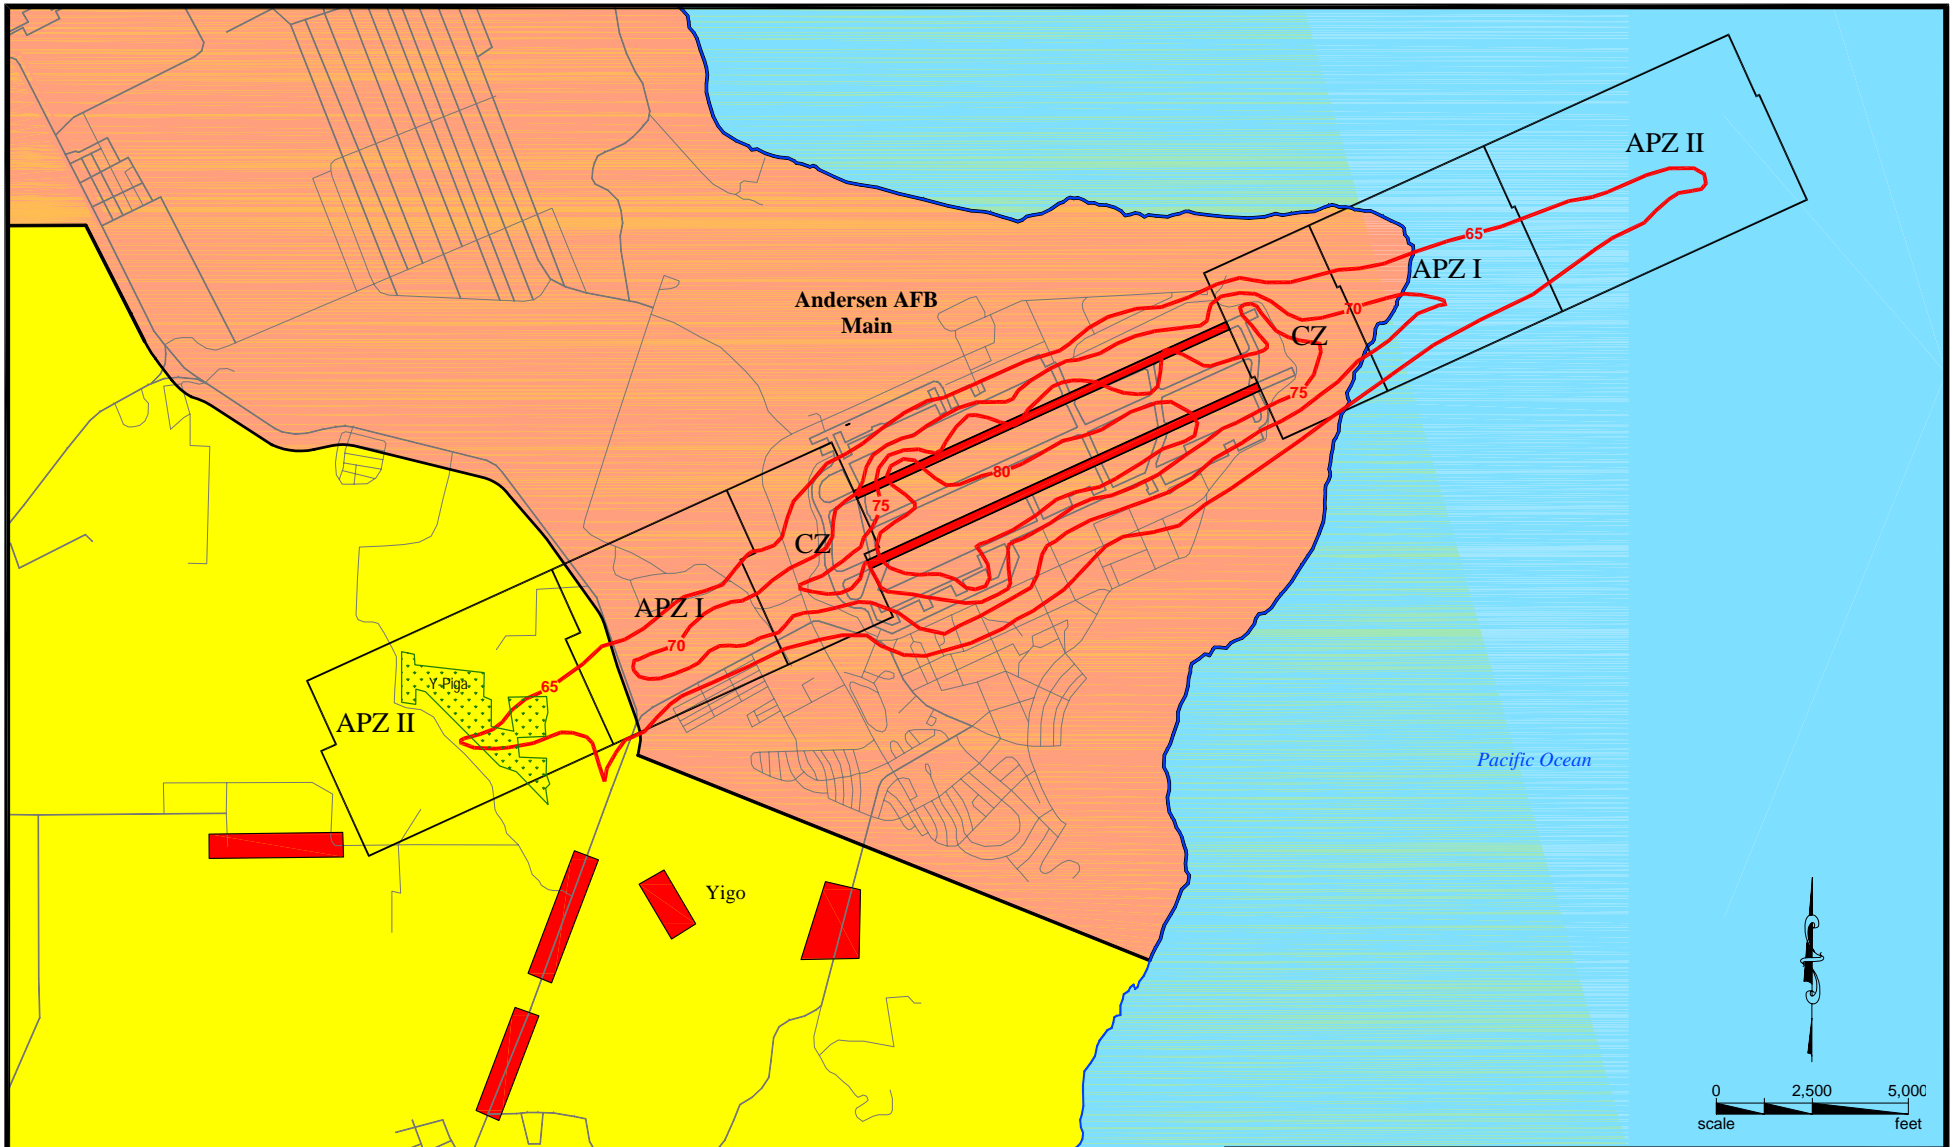 APZ II
65
APZ I
Andersen AFB
Main
70
CZ
75
80
75
CZ
APZ I
70
65
Y-Piga
APZ II
Pacific Ocean
Yigo
0 2,500 5,000
scale feet